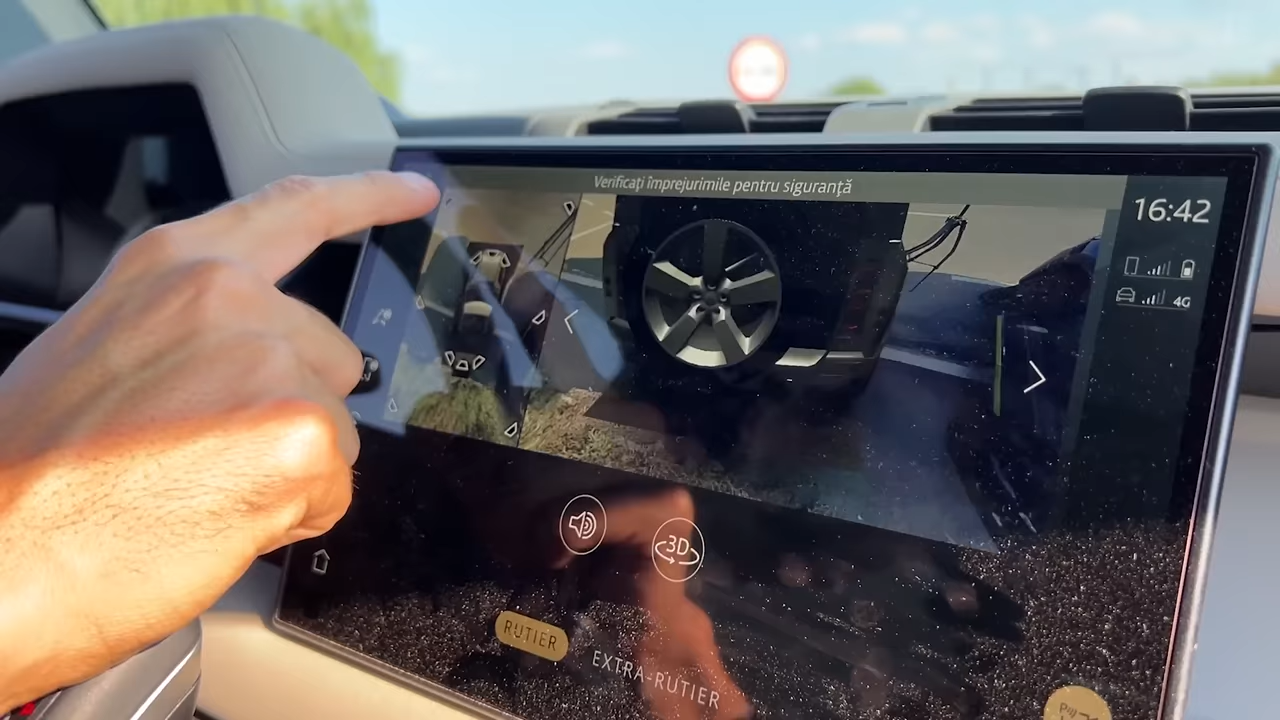 Verificați împrejurimile pentru siguranță
16:42
4G
3D
RUTIER
EXTRA-RUTIER